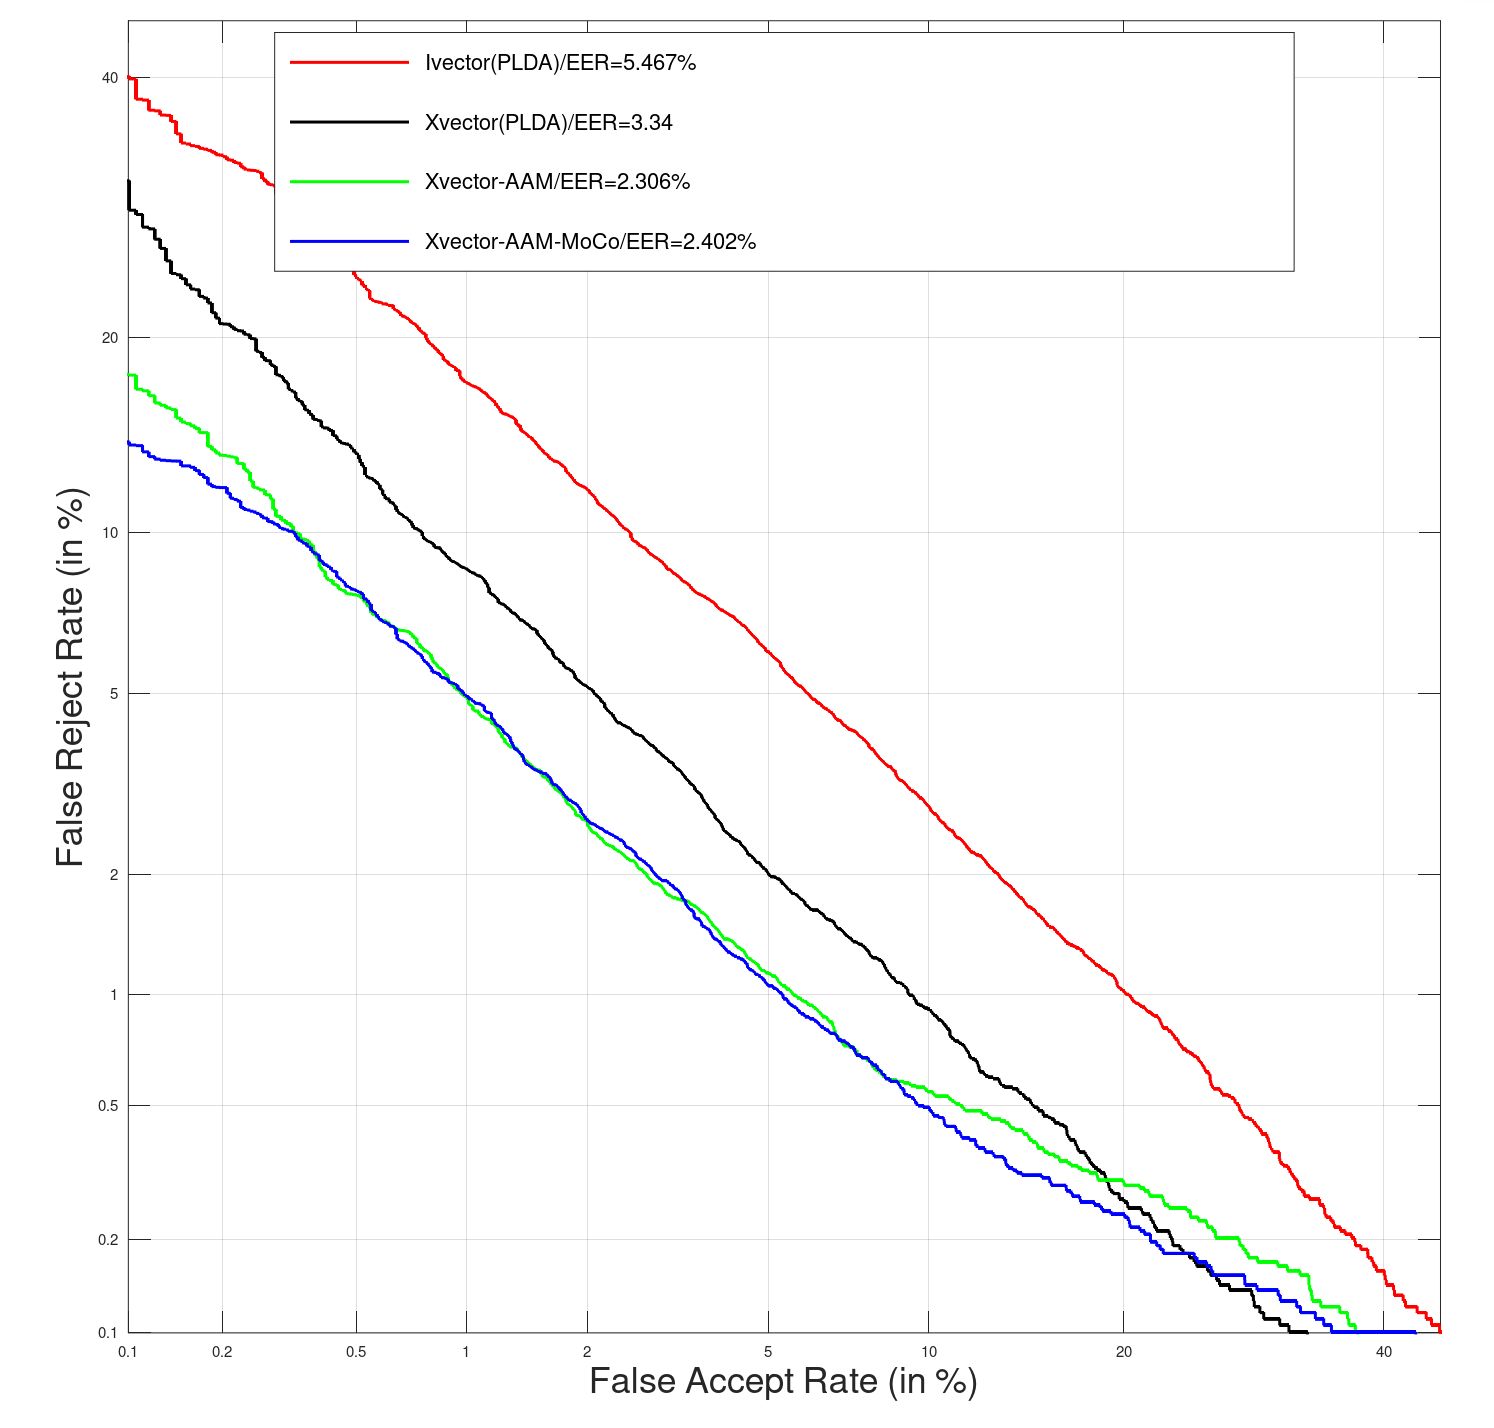 Ivector(PLDA)/EER=5.467%
Xvector(PLDA)/EER=3.34
Xvector-AAM/EER=2.306%
Xvector-AAM-MoCo/EER=2.402%
40
20
10
5
2
1
0.5
0.2
0.1
False Reject Rate (in %)
0.1 0.2 0.5 1 2 5 10 20 40
False Accept Rate (in %)